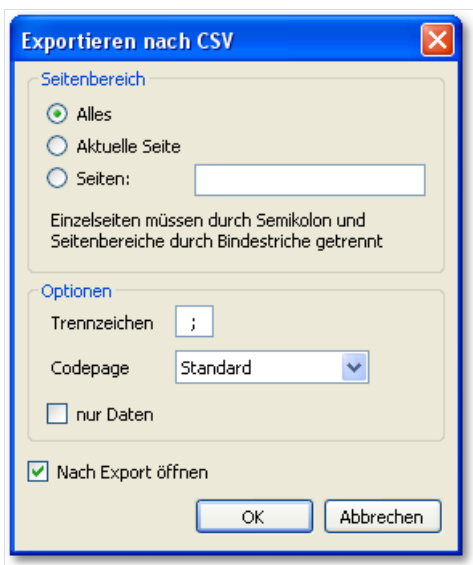 Exportieren nach CSV
Seitenbereich
Alles
Aktuelle Seite
Seiten:
Einzelseiten müssen durch Semikolon und
Seitenbereiche durch Bindestriche getrennt
Optionen
Trennzeichen ;
Codepage Standard
nur Daten
Nach Export öffnen
OK Abbrechen